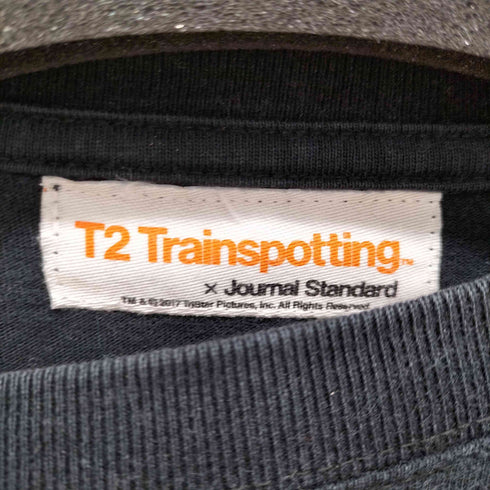 T2 Trainspotting™
× Journal Standard
TM & © 2017 TriStar Pictures, Inc. All Rights Reserved.